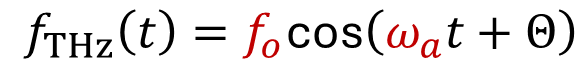 f_THz(t) = f_o cos(ω_a t + Θ)